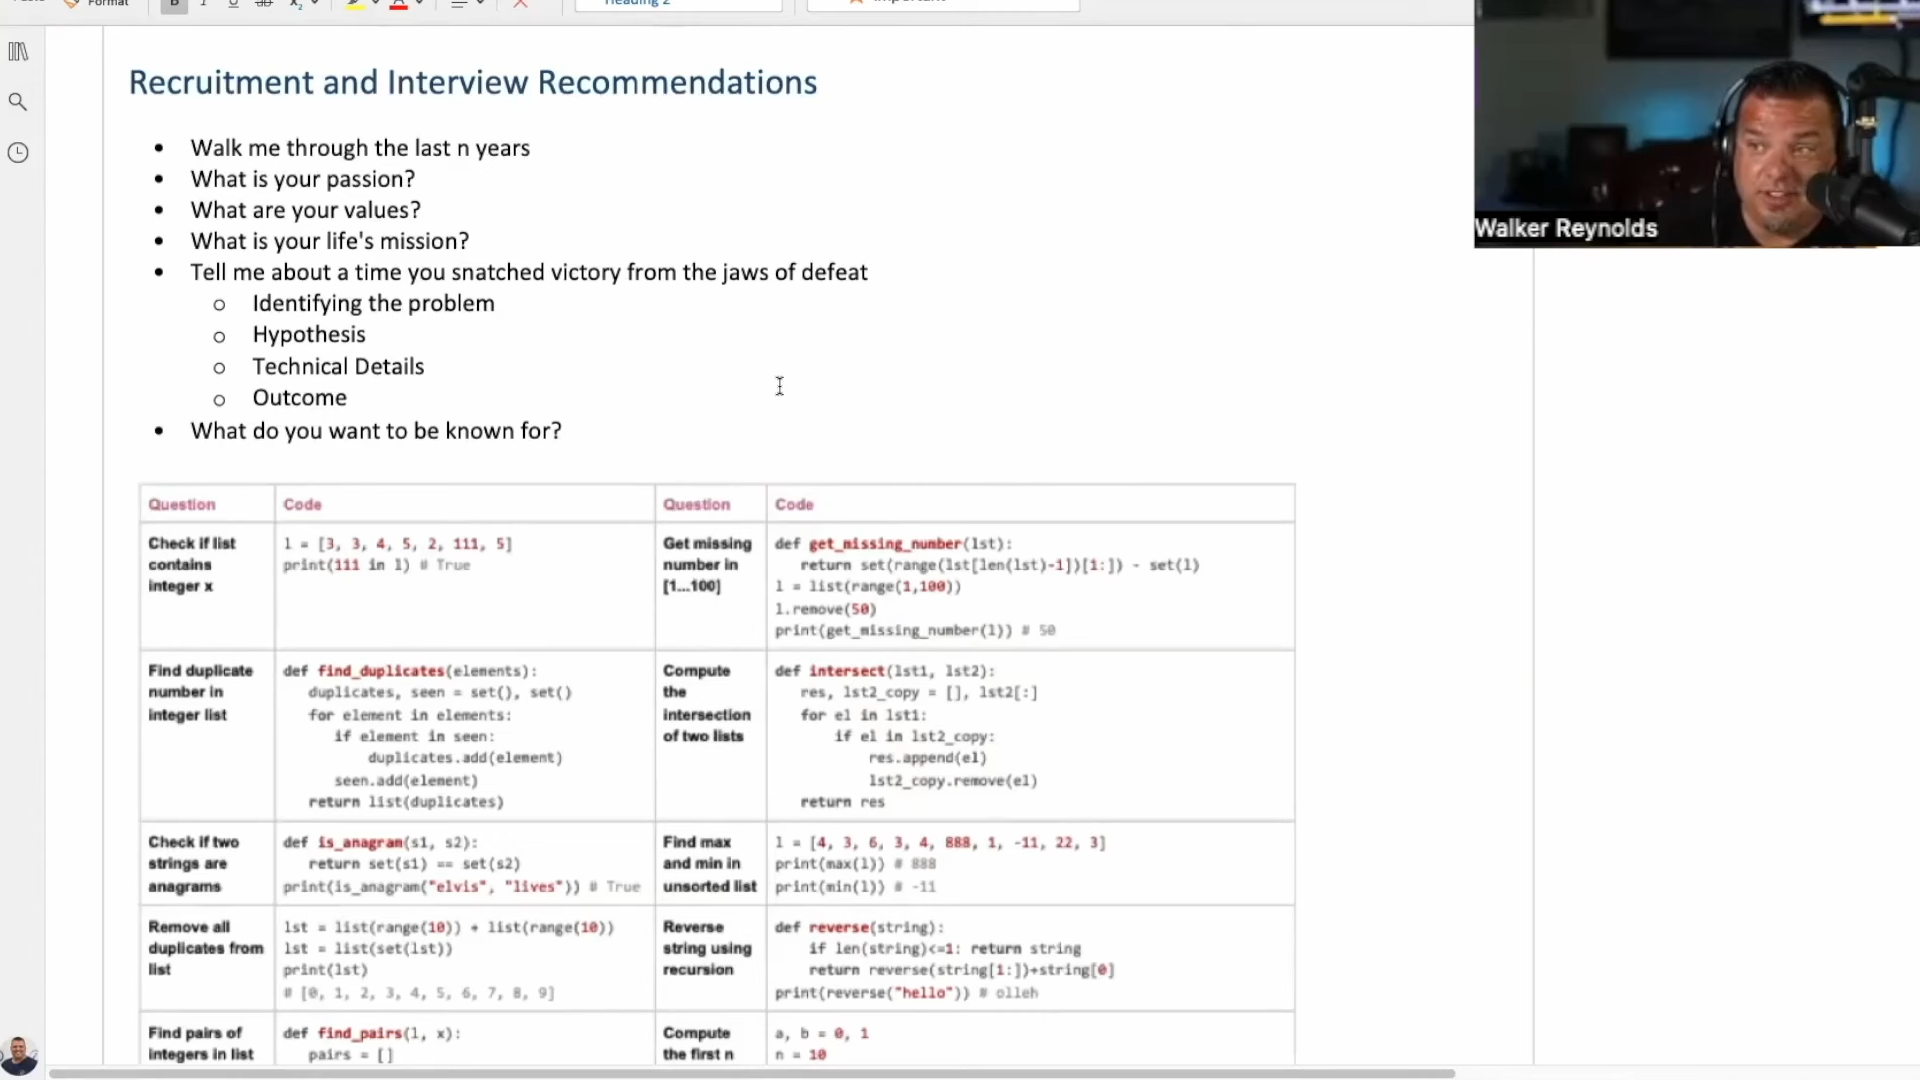 Format
Heading 2
Recruitment and Interview Recommendations
• Walk me through the last n years
• What is your passion?
• What are your values?
• What is your life's mission?
• Tell me about a time you snatched victory from the jaws of defeat
o Identifying the problem
o Hypothesis
o Technical Details
o Outcome
• What do you want to be known for?
Walker Reynolds
Question Code Question Code
Check if list
contains
integer x
l = [3, 3, 4, 5, 2, 111, 5]
print(111 in l) # True
Get missing
number in
[1...100]
def get_missing_number(lst):
return set(range(lst[len(lst)-1])[1:]) - set(l)
l = list(range(1,100))
l.remove(50)
print(get_missing_number(l)) # 50
Find duplicate
number in
integer list
def find_duplicates(elements):
duplicates, seen = set(), set()
for element in elements:
if element in seen:
duplicates.add(element)
seen.add(element)
return list(duplicates)
Compute
the
intersection
of two lists
def intersect(lst1, lst2):
res, lst2_copy = [], lst2[:]
for el in lst1:
if el in lst2_copy:
res.append(el)
lst2_copy.remove(el)
return res
Check if two
strings are
anagrams
def is_anagram(s1, s2):
return set(s1) == set(s2)
print(is_anagram("elvis", "lives")) # True
Find max
and min in
unsorted list
l = [4, 3, 6, 3, 4, 888, 1, -11, 22, 3]
print(max(l)) # 888
print(min(l)) # -11
Remove all
duplicates from
list
lst = list(range(10)) + list(range(10))
lst = list(set(lst))
print(lst)
# [0, 1, 2, 3, 4, 5, 6, 7, 8, 9]
Reverse
string using
recursion
def reverse(string):
if len(string)<=1: return string
return reverse(string[1:])+string[0]
print(reverse("hello")) # olleh
Find pairs of
integers in list
def find_pairs(l, x):
pairs = []
Compute
the first n
a, b = 0, 1
n = 10